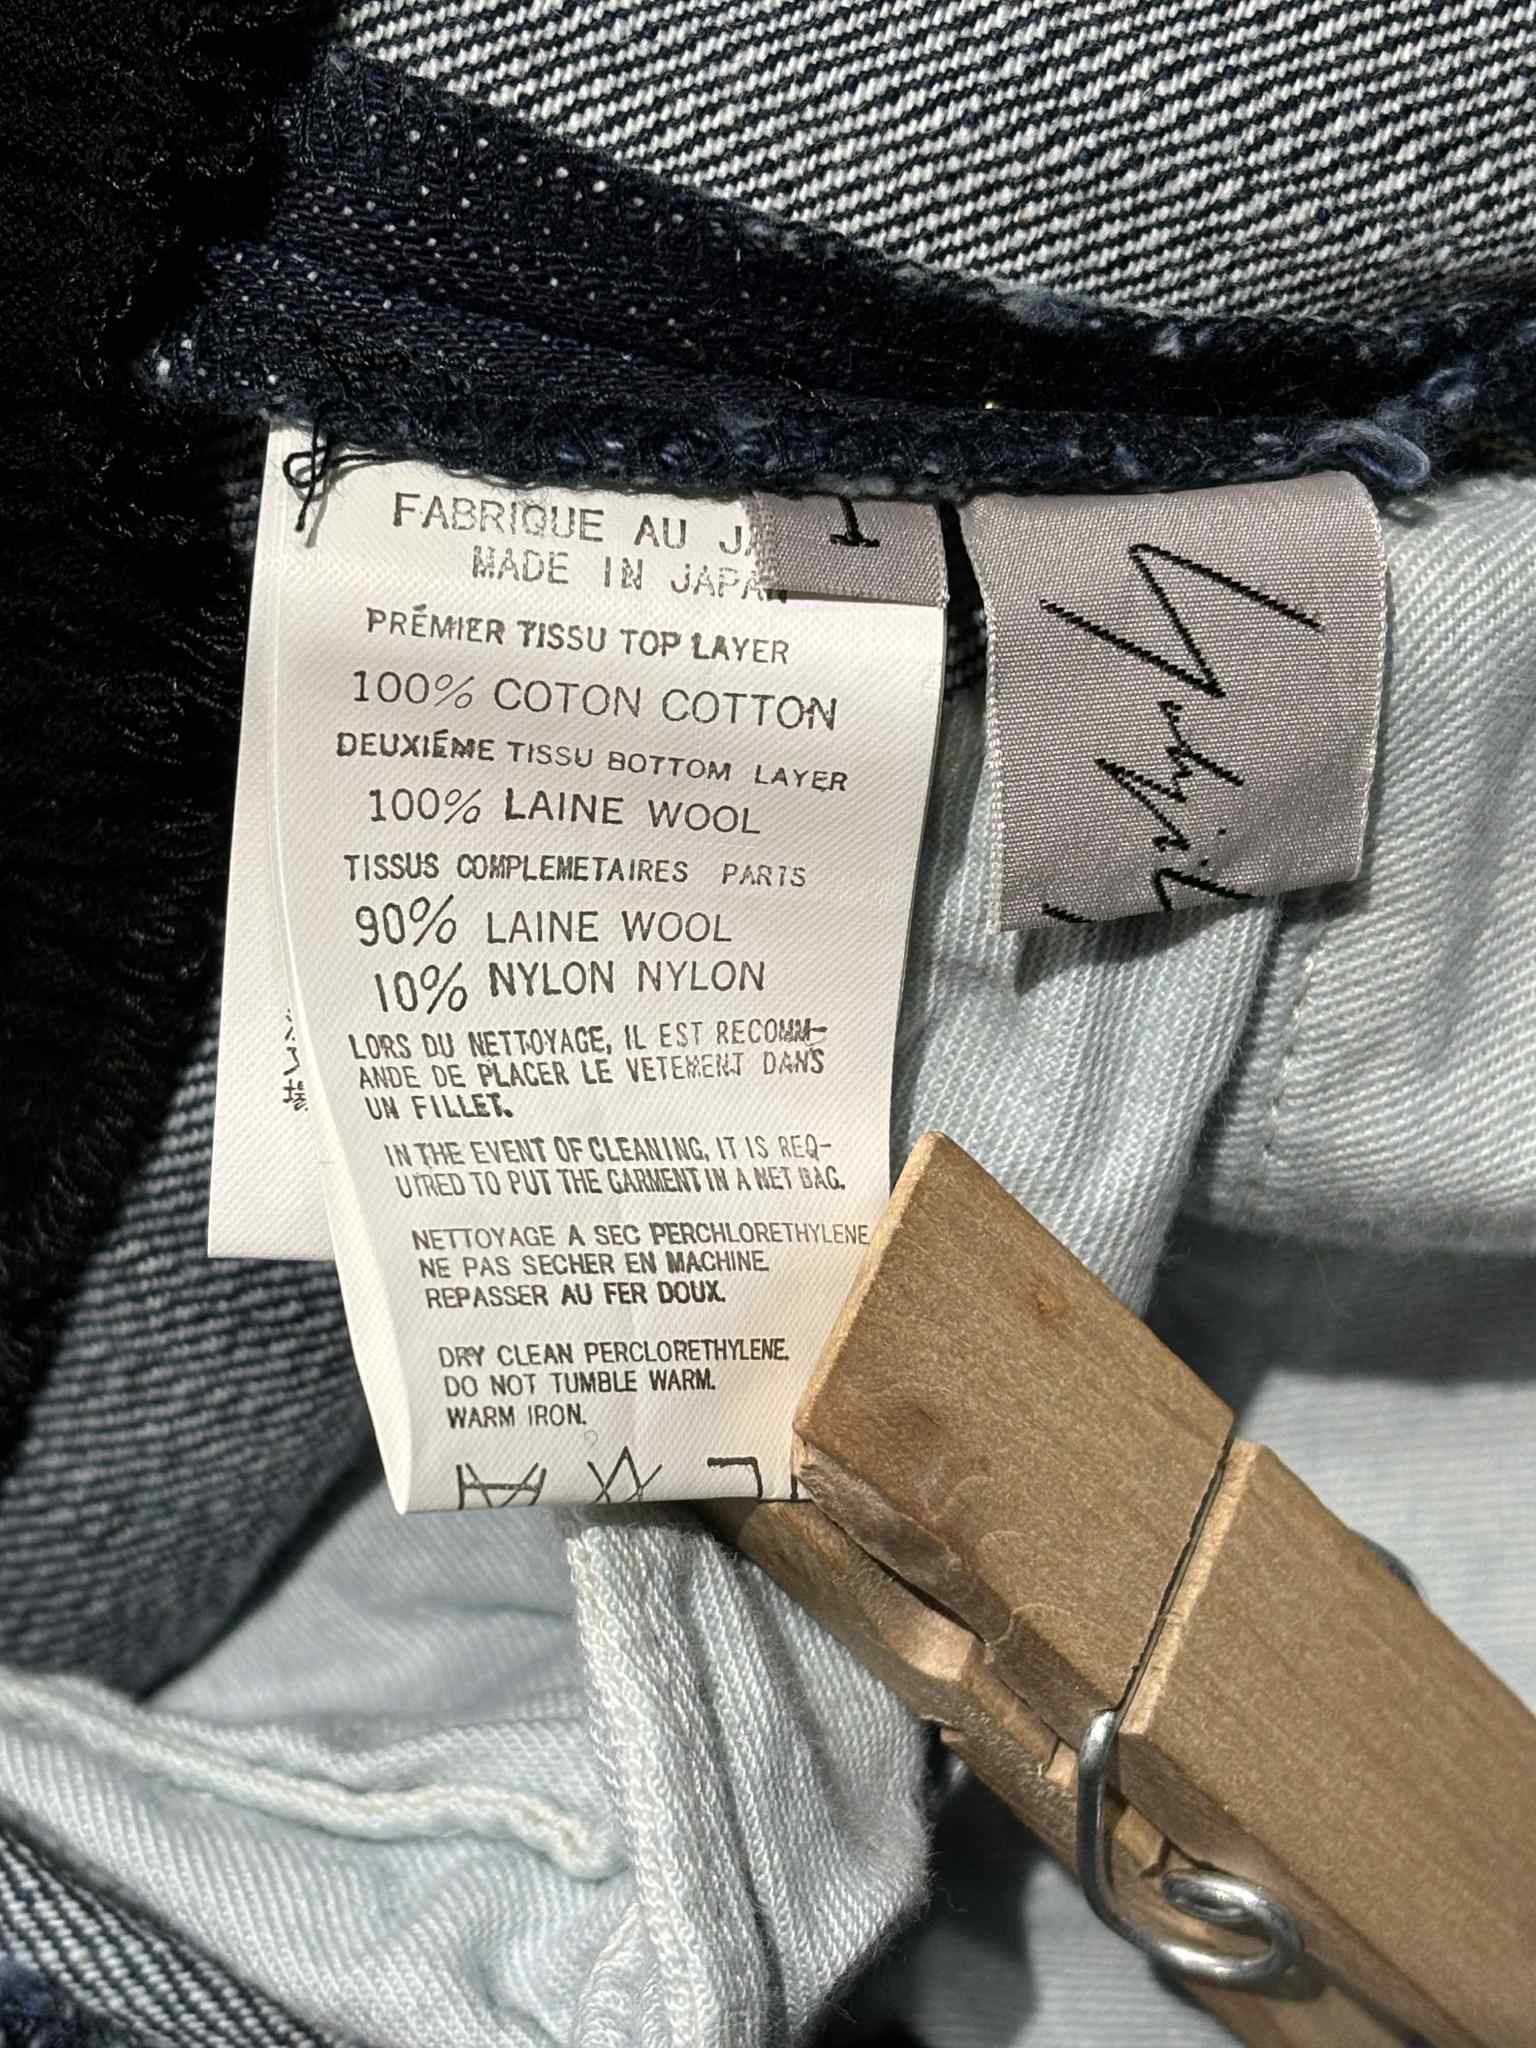 FABRIQUE AU
MADE IN JAPAN
PRÉMIER TISSU TOP LAYER
100% COTON COTTON
DEUXIÉME TISSU BOTTOM LAYER
100% LAINE WOOL
TISSUS COMPLEMETAIRES PARTS
90% LAINE WOOL
10% NYLON NYLON
LORS DU NETTOYAGE, IL EST RECOMM-
ANDE DE PLACER LE VETEMENT DANS
UN FILLET.
IN THE EVENT OF CLEANING, IT IS REQ-
UIRED TO PUT THE GARMENT IN A NET BAG.
NETTOYAGE A SEC PERCHLORETHYLENE
NE PAS SECHER EN MACHINE.
REPASSER AU FER DOUX.
DRY CLEAN PERCLORETHYLENE.
DO NOT TUMBLE WARM.
WARM IRON.
1